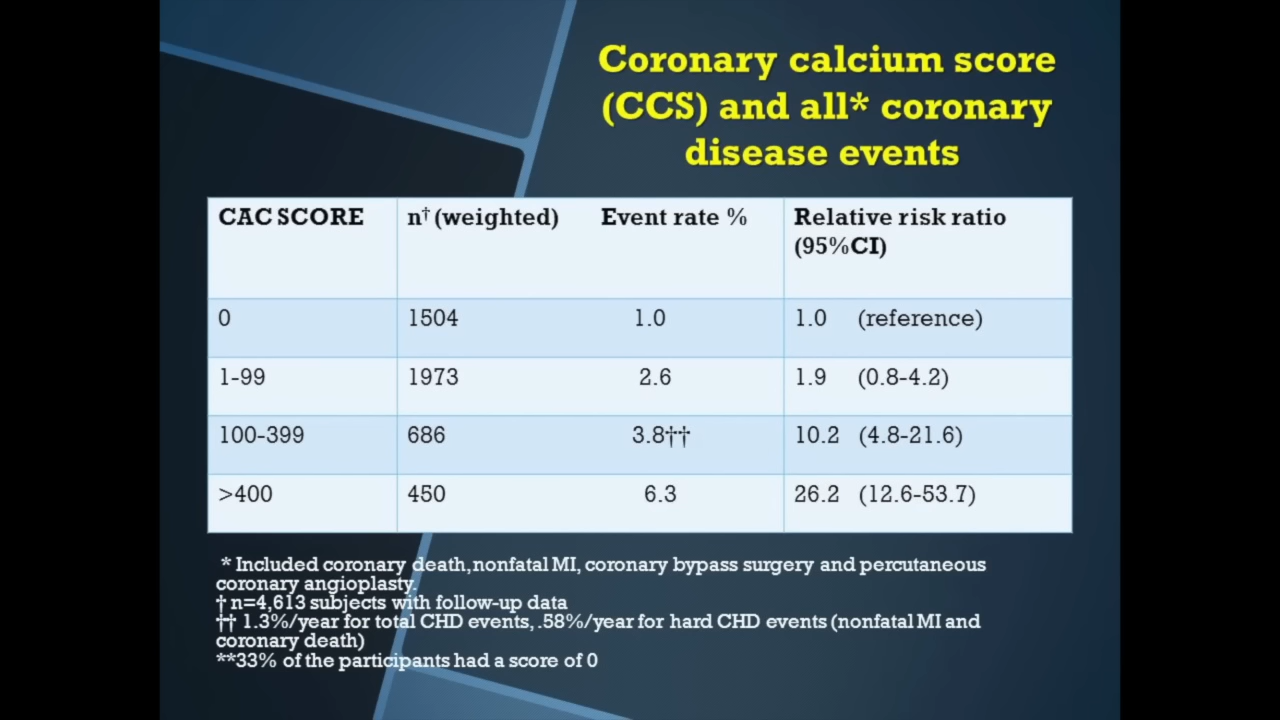 Coronary calcium score
(CCS) and all* coronary
disease events
CAC SCORE n† (weighted) Event rate % Relative risk ratio
(95%CI)
0 1504 1.0 1.0 (reference)
1-99 1973 2.6 1.9 (0.8-4.2)
100-399 686 3.8†† 10.2 (4.8-21.6)
>400 450 6.3 26.2 (12.6-53.7)
* Included coronary death,nonfatal MI, coronary bypass surgery and percutaneous
coronary angioplasty.
† n=4,613 subjects with follow-up data
†† 1.3%/year for total CHD events, .58%/year for hard CHD events (nonfatal MI and
coronary death)
**33% of the participants had a score of 0